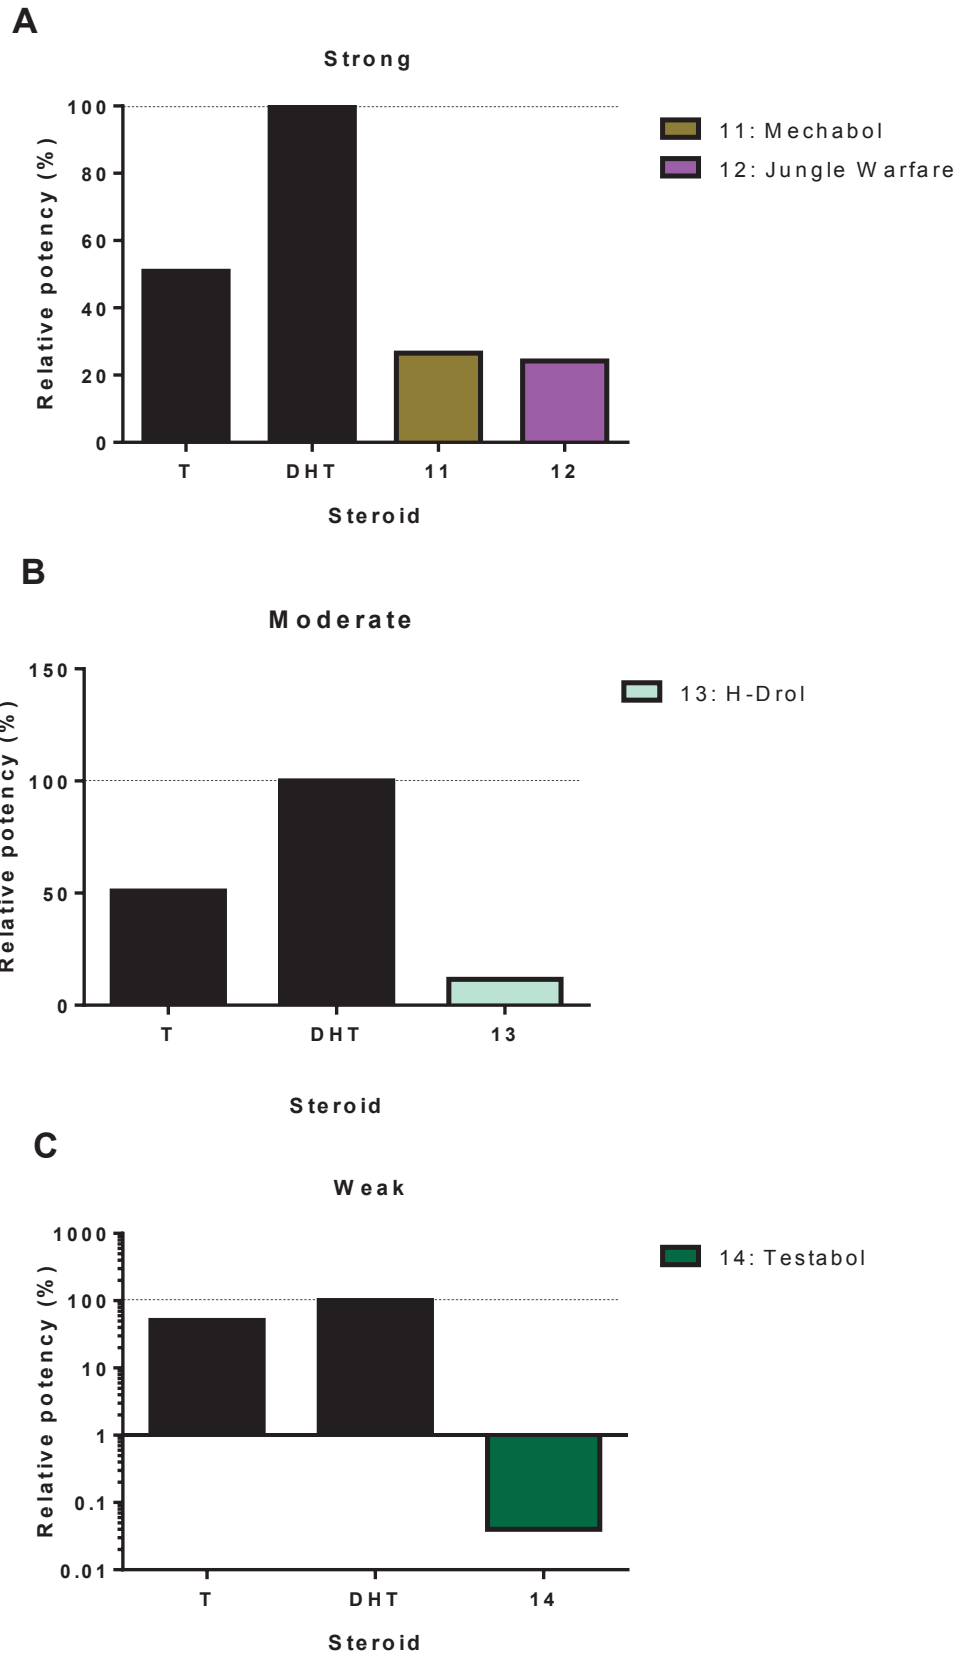 A
Strong
100
80
60
40
20
0
Relative potency (%)
T DHT 11 12
Steroid
11: Mechabol
12: Jungle Warfare
B
Moderate
150
100
50
0
Relative potency (%)
T DHT 13
Steroid
13: H-Drol
C
Weak
1000
100
10
1
0.1
0.01
Relative potency (%)
T DHT 14
Steroid
14: Testabol